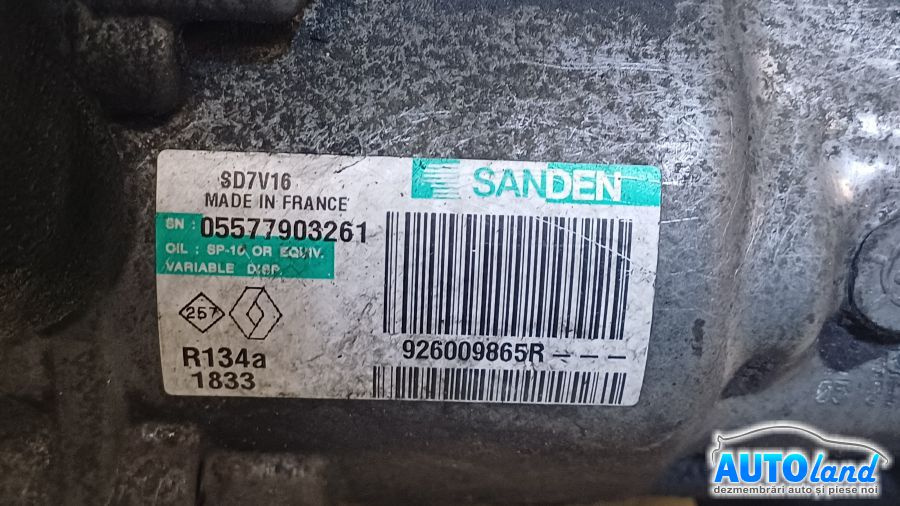 SD7V16
MADE IN FRANCE
SANDEN
SN : 05577903261
OIL : SP-10 OR EQUIV.
VARIABLE DISP.
257
R134a
1833
926009865R – – –
AUTOland
dezmembrări auto și piese noi